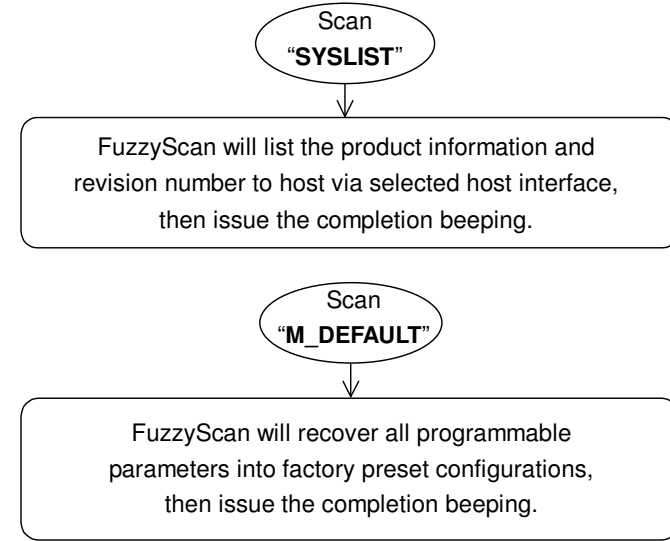 Scan
“SYSLIST”
FuzzyScan will list the product information and
revision number to host via selected host interface,
then issue the completion beeping.
Scan
“M_DEFAULT”
FuzzyScan will recover all programmable
parameters into factory preset configurations,
then issue the completion beeping.